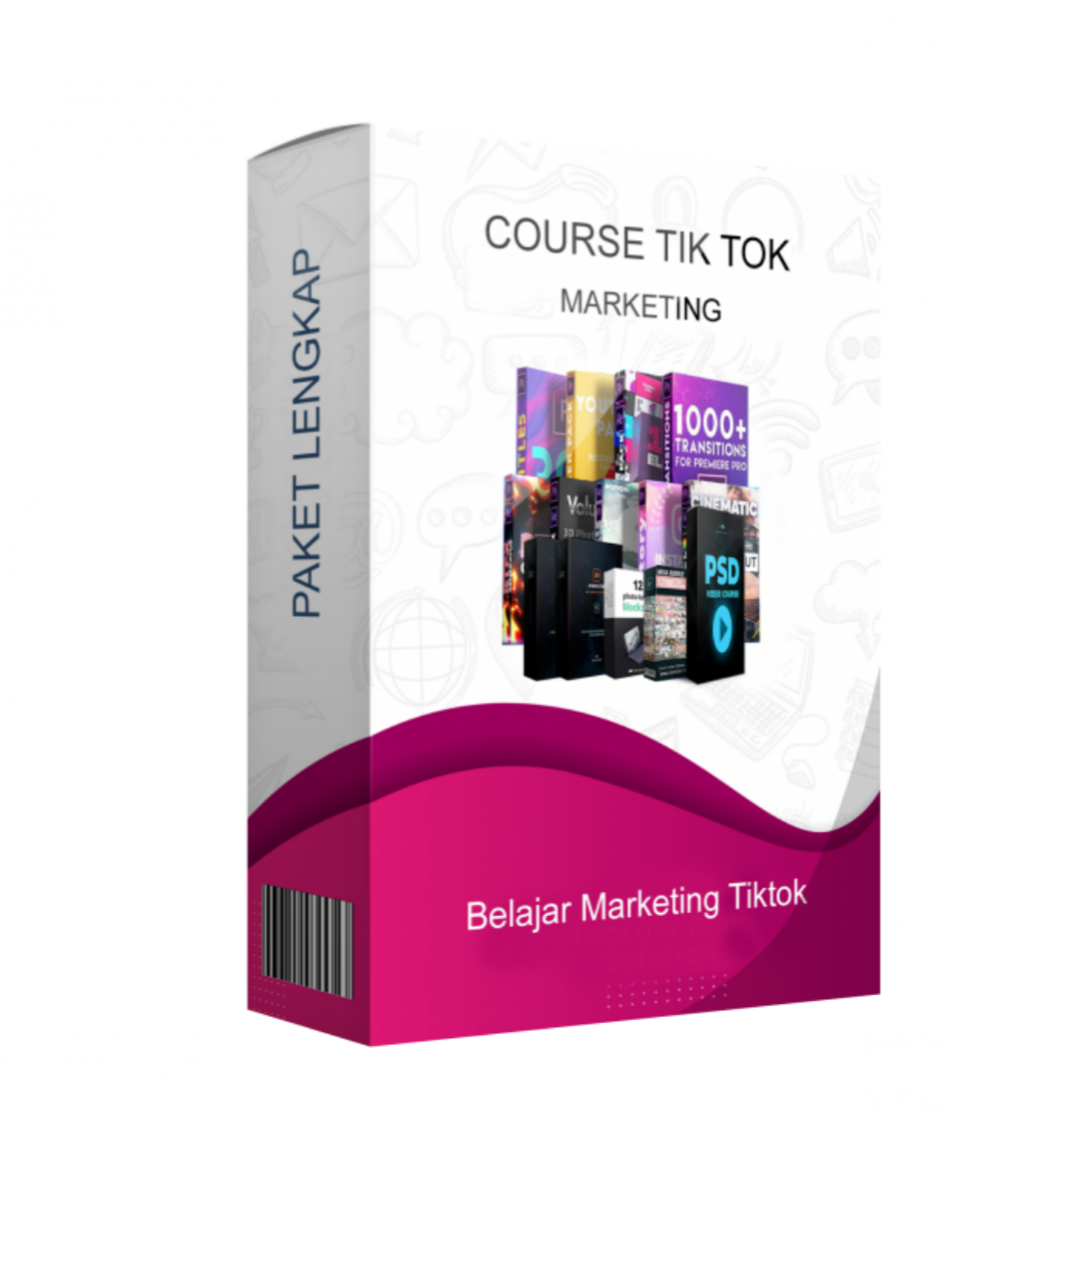 PAKET LENGKAP
COURSE TIK TOK
MARKETING
1000+
TRANSITIONS
FOR PREMIERE PRO
CINEMATIC
PSD
VIDEO COURSE
Belajar Marketing Tiktok